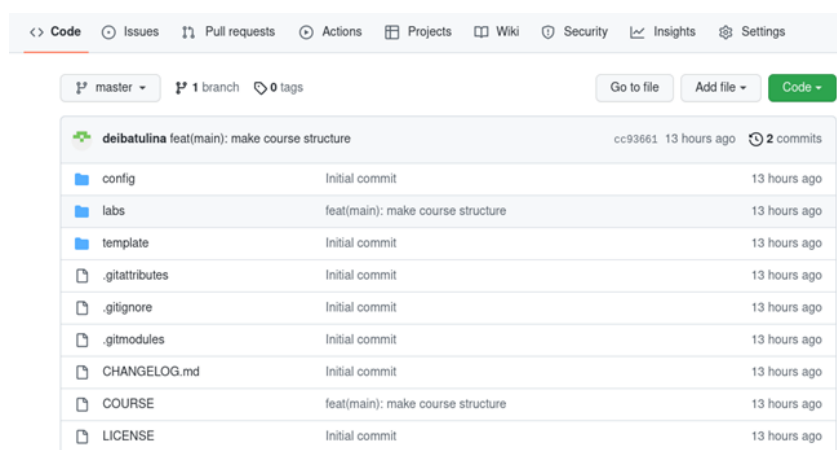 Code Issues Pull requests Actions Projects Wiki Security Insights Settings
master 1 branch 0 tags Go to file Add file Code
deibatulina feat(main): make course structure cc93661 13 hours ago 2 commits
config Initial commit 13 hours ago
labs feat(main): make course structure 13 hours ago
template Initial commit 13 hours ago
.gitattributes Initial commit 13 hours ago
.gitignore Initial commit 13 hours ago
.gitmodules Initial commit 13 hours ago
CHANGELOG.md Initial commit 13 hours ago
COURSE feat(main): make course structure 13 hours ago
LICENSE Initial commit 13 hours ago